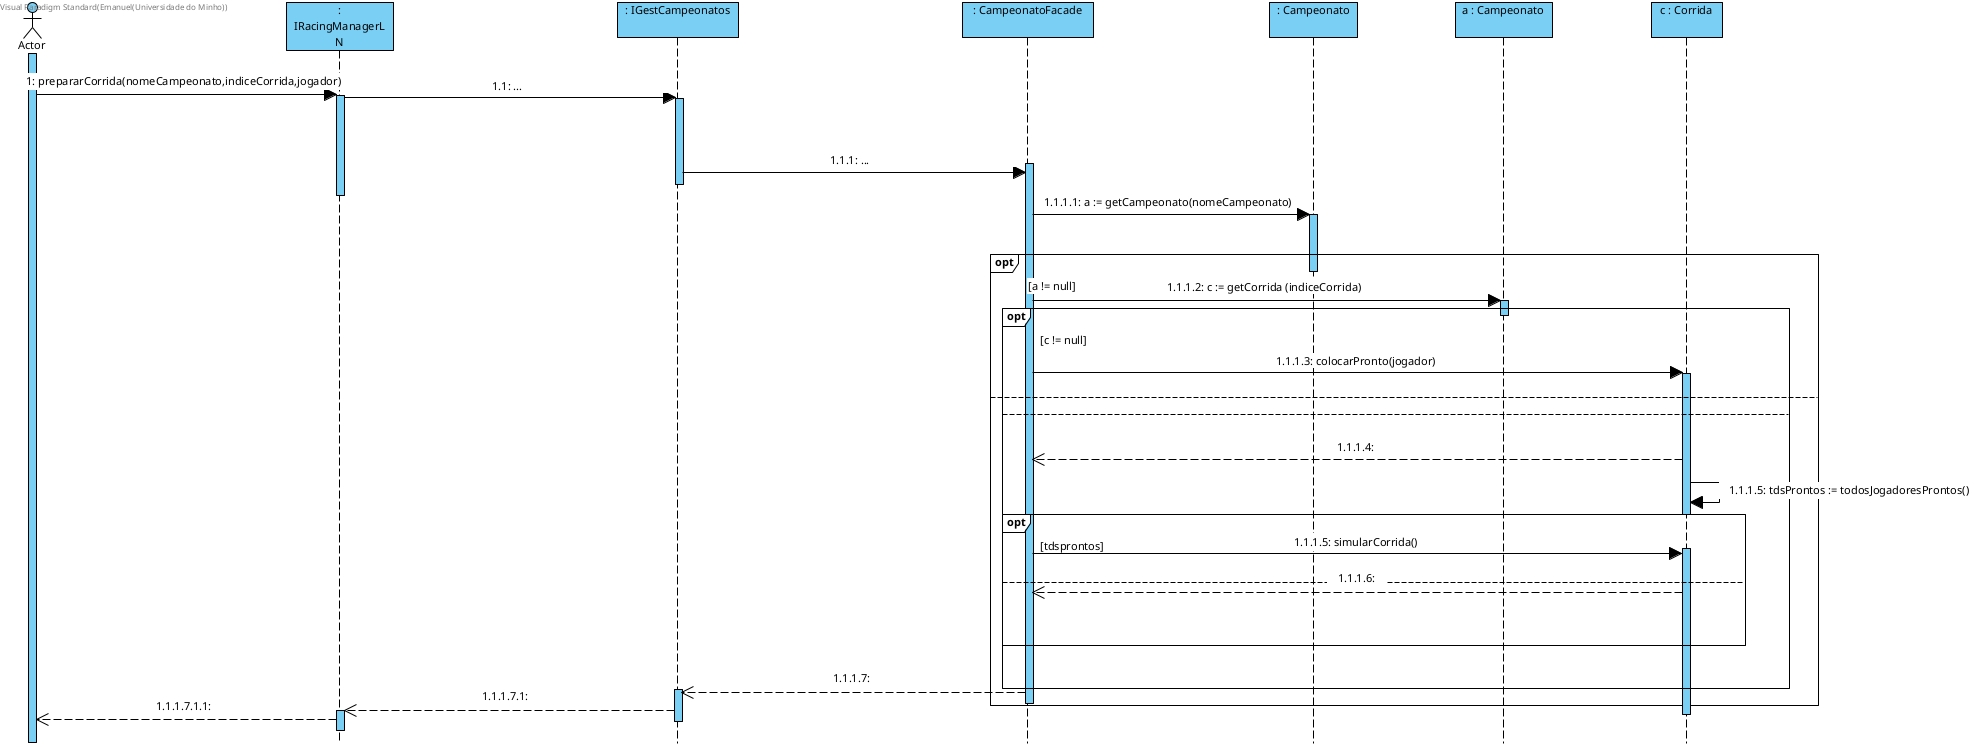 Visual Paradigm Standard(Emanuel(Universidade do Minho))
Actor
:
IRacingManagerL
N
: IGestCampeonatos
: CampeonatoFacade
: Campeonato
a : Campeonato
c : Corrida
1: prepararCorrida(nomeCampeonato,indiceCorrida,jogador)
1.1: ...
1.1.1: ...
1.1.1.1: a := getCampeonato(nomeCampeonato)
opt
[a != null]
1.1.1.2: c := getCorrida (indiceCorrida)
opt
[c != null]
1.1.1.3: colocarPronto(jogador)
1.1.1.4:
1.1.1.5: tdsProntos := todosJogadoresProntos()
opt
[tdsprontos]
1.1.1.5: simularCorrida()
1.1.1.6:
1.1.1.7:
1.1.1.7.1:
1.1.1.7.1.1: